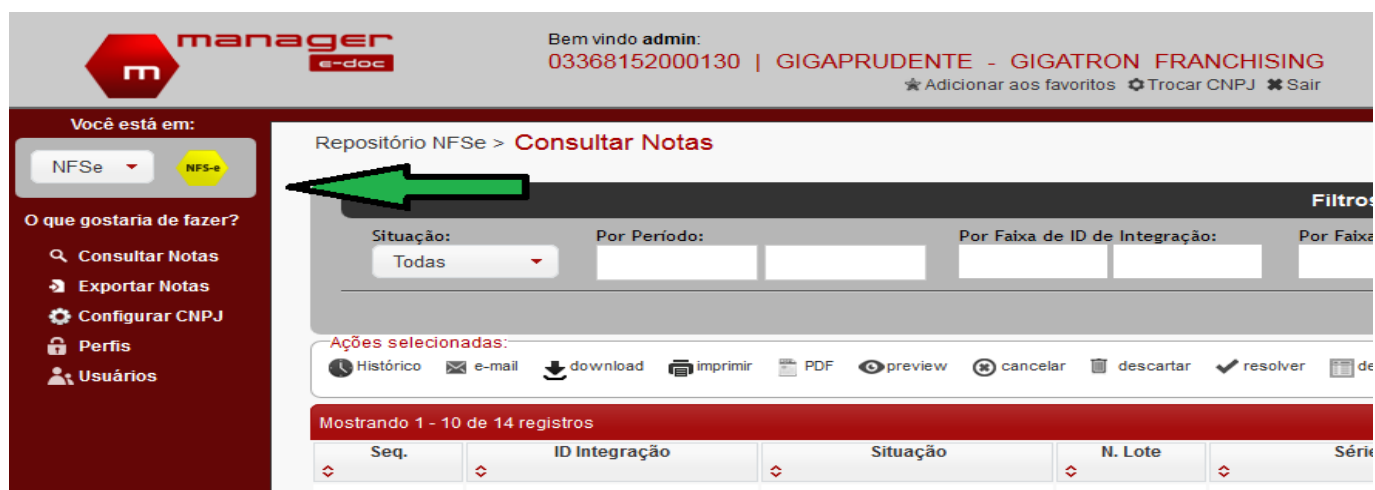 manager
e-doc
m
Bem vindo admin:
03368152000130 | GIGAPRUDENTE - GIGATRON FRANCHISING
Adicionar aos favoritos Trocar CNPJ Sair
Você está em:
NFSe
NFS-e
O que gostaria de fazer?
Consultar Notas
Exportar Notas
Configurar CNPJ
Perfis
Usuários
Repositório NFSe > Consultar Notas
Filtros
Situação: Por Período: Por Faixa de ID de Integração: Por Faixa
Todas
Ações selecionadas:
Histórico e-mail download imprimir PDF preview cancelar descartar resolver de
Mostrando 1 - 10 de 14 registros
Seq. ID Integração Situação N. Lote Série